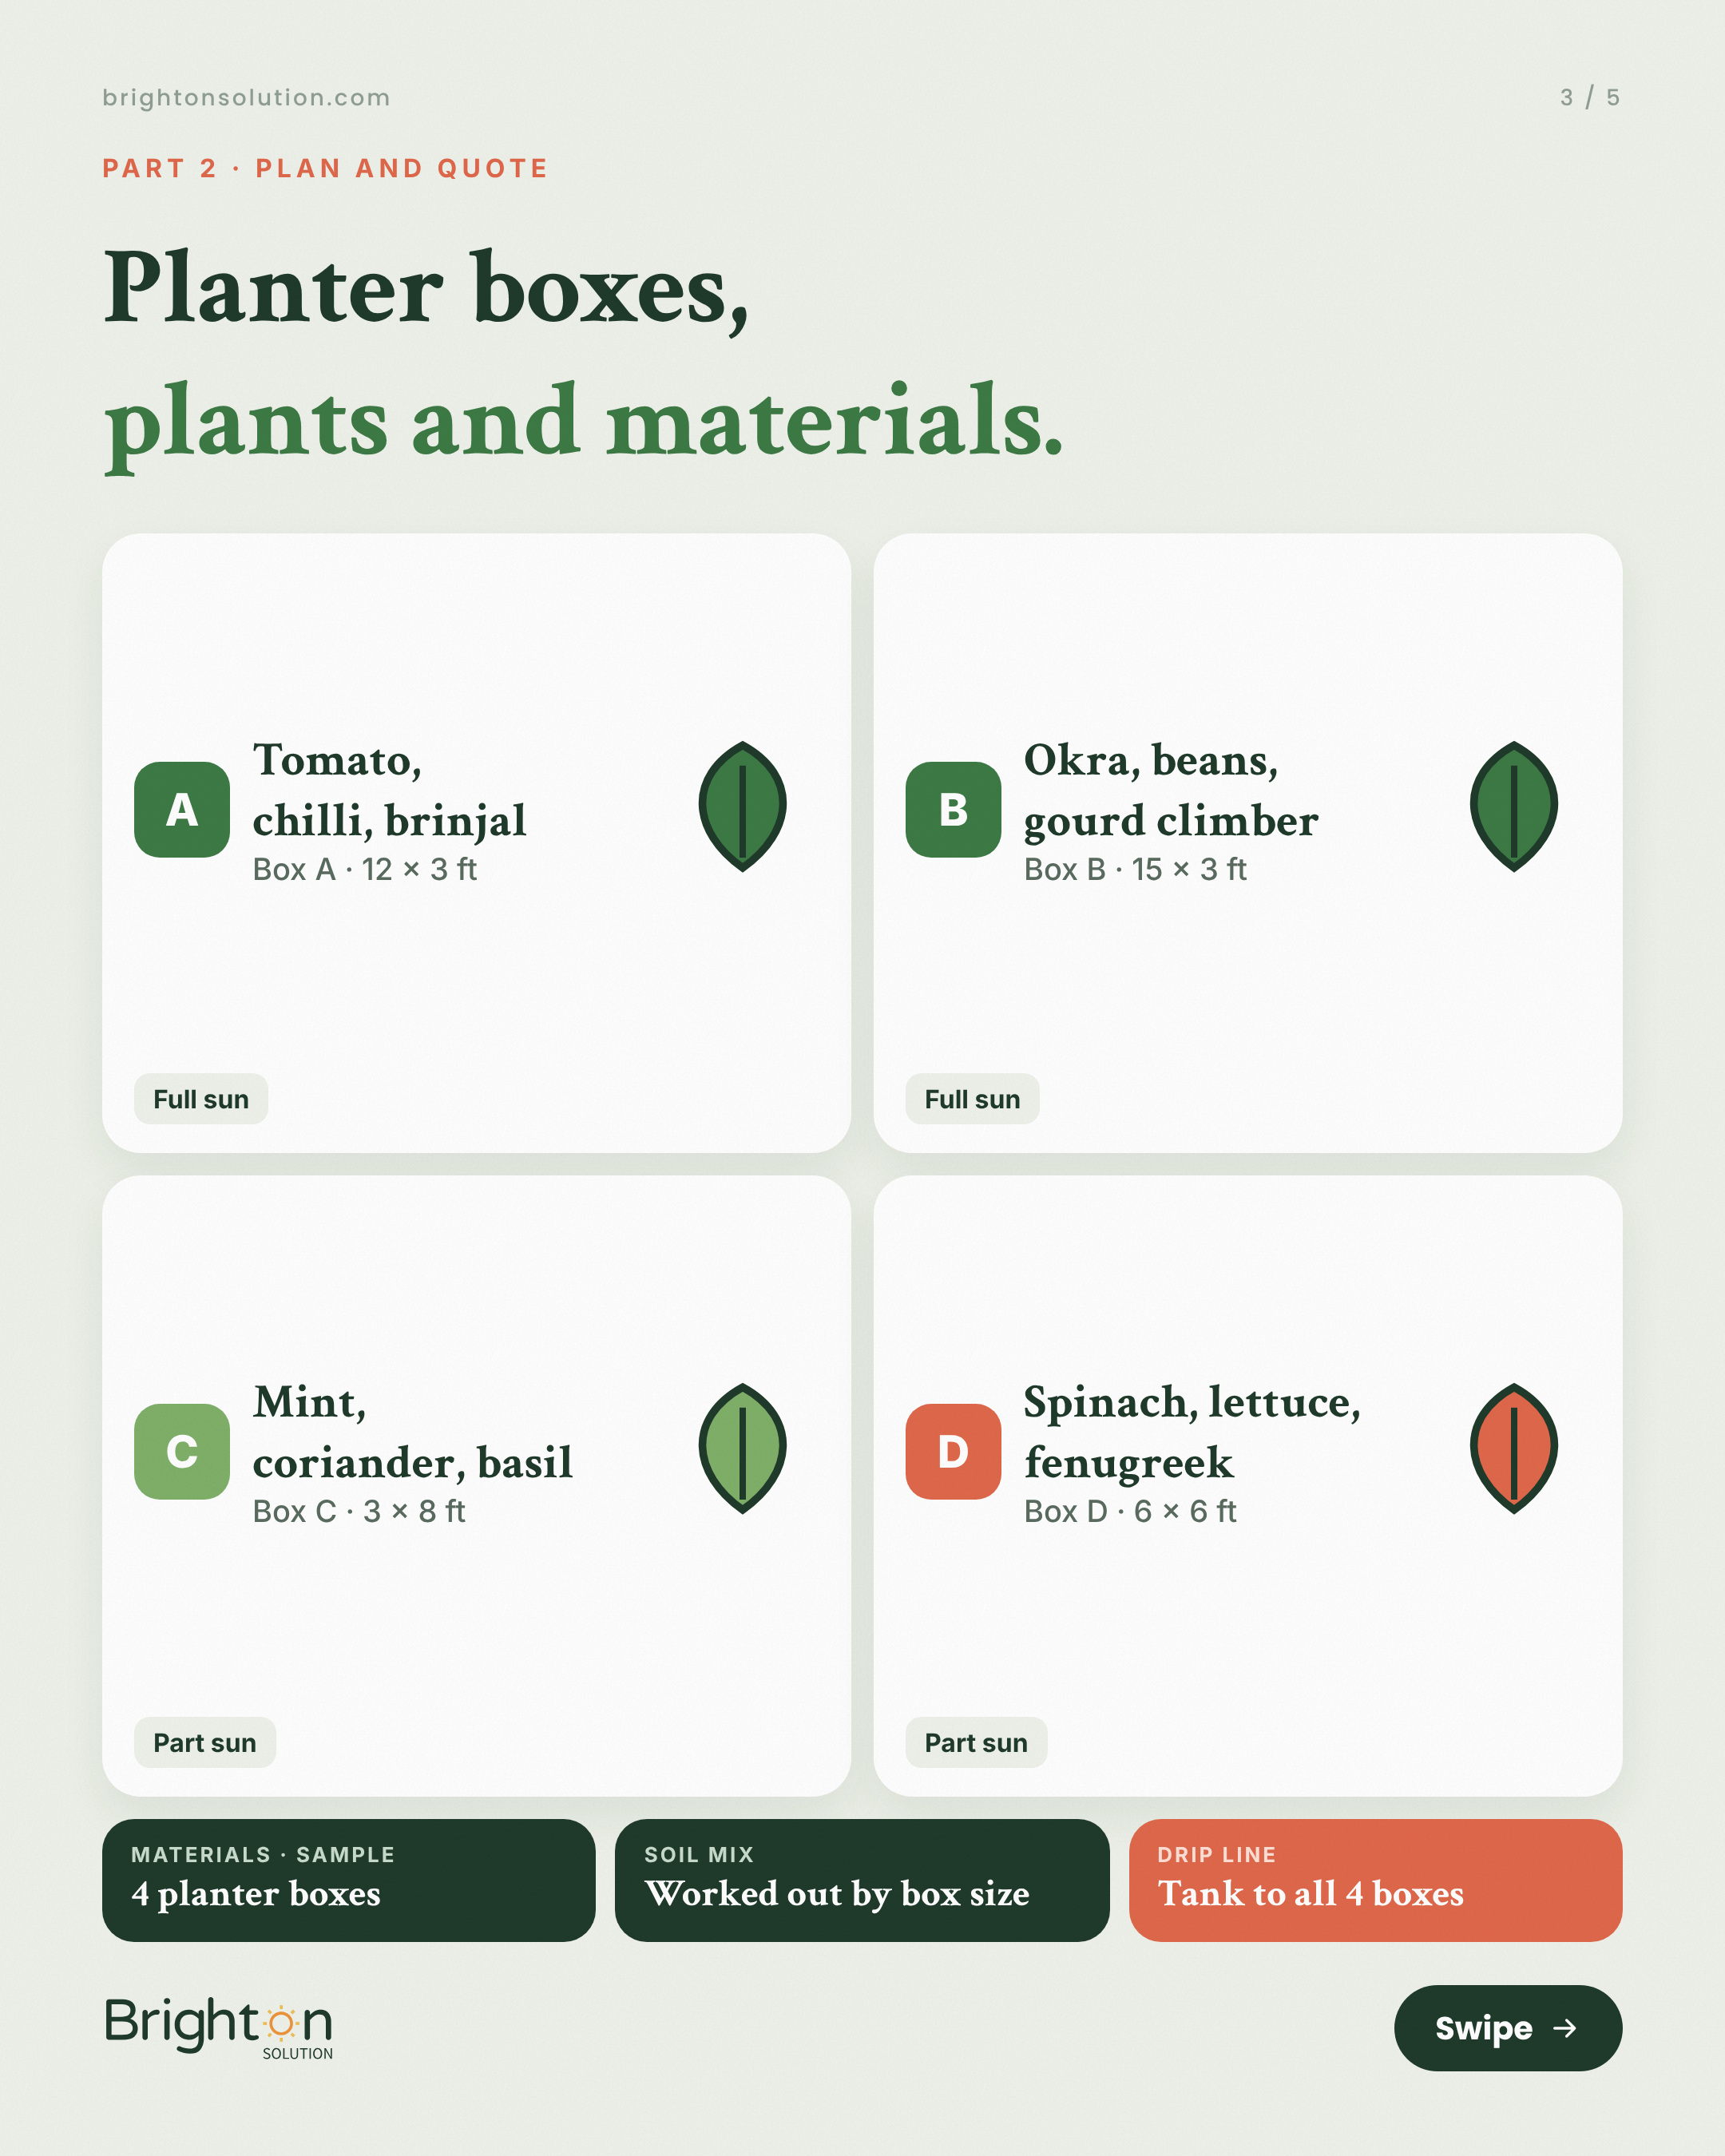 brightonsolution.com
3 / 5
PART 2 · PLAN AND QUOTE
Planter boxes,
plants and materials.
A
Tomato,
chilli, brinjal
Box A · 12 × 3 ft
Full sun
B
Okra, beans,
gourd climber
Box B · 15 × 3 ft
Full sun
C
Mint,
coriander, basil
Box C · 3 × 8 ft
Part sun
D
Spinach, lettuce,
fenugreek
Box D · 6 × 6 ft
Part sun
MATERIALS · SAMPLE
4 planter boxes
SOIL MIX
Worked out by box size
DRIP LINE
Tank to all 4 boxes
Brighton
SOLUTION
Swipe →